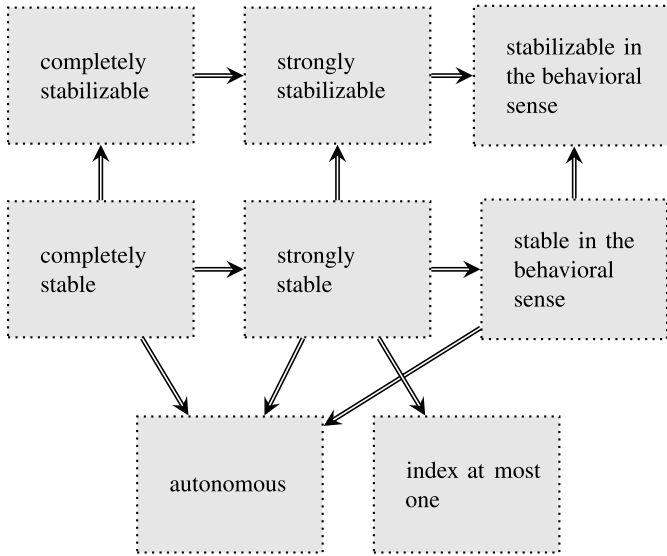 completely
stabilizable
strongly
stabilizable
stabilizable in
the behavioral
sense
completely
stable
strongly
stable
stable in the
behavioral
sense
autonomous
index at most
one